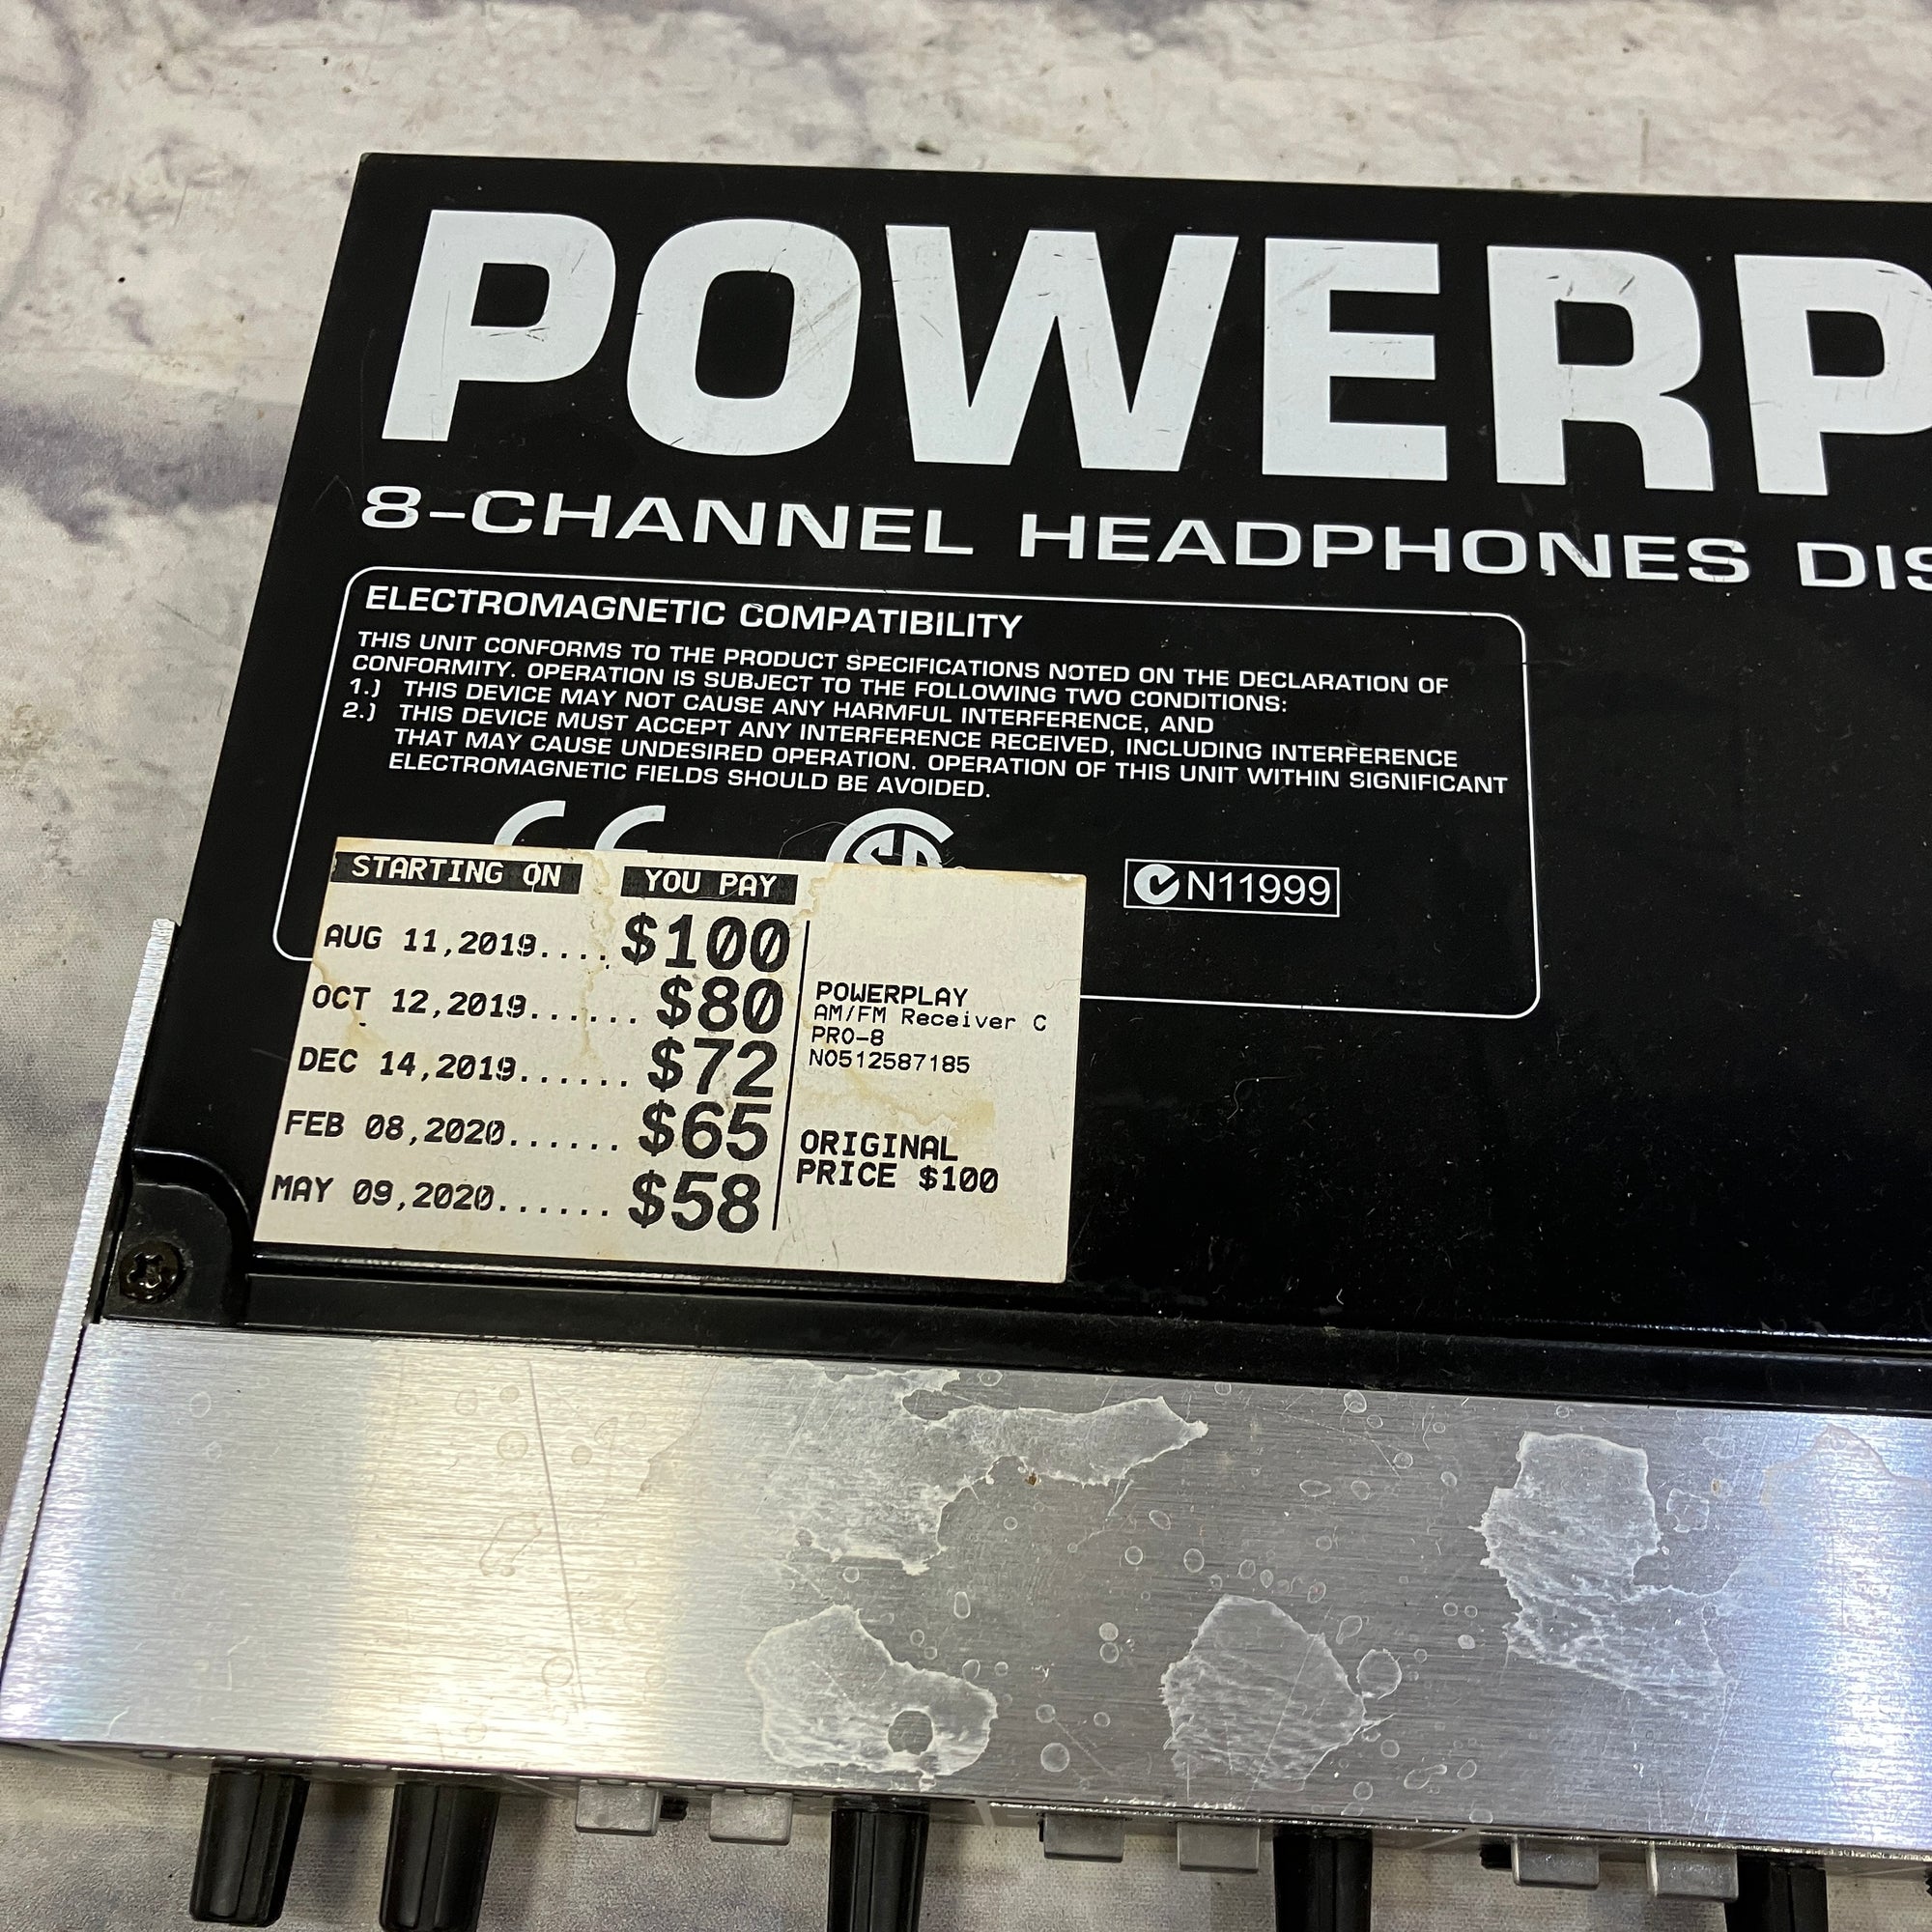 POWERP
8-CHANNEL HEADPHONES DIS
ELECTROMAGNETIC COMPATIBILITY
THIS UNIT CONFORMS TO THE PRODUCT SPECIFICATIONS NOTED ON THE DECLARATION OF
CONFORMITY. OPERATION IS SUBJECT TO THE FOLLOWING TWO CONDITIONS:
1.) THIS DEVICE MAY NOT CAUSE ANY HARMFUL INTERFERENCE, AND
2.) THIS DEVICE MUST ACCEPT ANY INTERFERENCE RECEIVED, INCLUDING INTERFERENCE
THAT MAY CAUSE UNDESIRED OPERATION. OPERATION OF THIS UNIT WITHIN SIGNIFICANT
ELECTROMAGNETIC FIELDS SHOULD BE AVOIDED.
CE
N11999
STARTING ON YOU PAY
AUG 11,2019.... $100
OCT 12,2019...... $80
DEC 14,2019...... $72
FEB 08,2020...... $65
MAY 09,2020...... $58
POWERPLAY
AM/FM Receiver C
PRO-8
N0512587185
ORIGINAL
PRICE $100